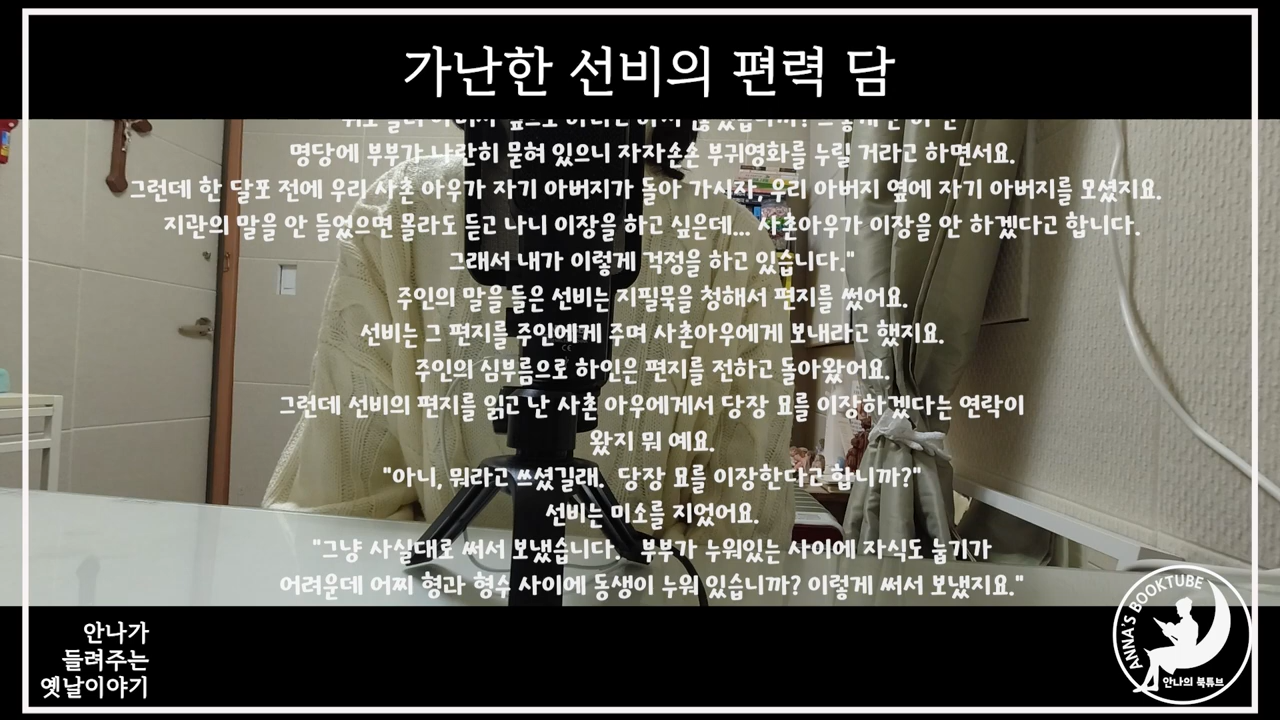 가난한 선비의 편력 담
명당에 부부가 나란히 묻혀 있으니 자자손손 부귀영화를 누릴 거라고 하면서요.
그런데 한 달포 전에 우리 사촌 아우가 자기 아버지가 돌아 가시자, 우리 아버지 옆에 자기 아버지를 모셨지요.
지관의 말을 안 들었으면 몰라도 듣고 나니 이장을 하고 싶은데... 사촌아우가 이장을 안 하겠다고 합니다.
그래서 내가 이렇게 걱정을 하고 있습니다."
주인의 말을 들은 선비는 지필묵을 청해서 편지를 썼어요.
선비는 그 편지를 주인에게 주며 사촌아우에게 보내라고 했지요.
주인의 심부름으로 하인은 편지를 전하고 돌아왔어요.
그런데 선비의 편지를 읽고 난 사촌 아우에게서 당장 묘를 이장하겠다는 연락이
왔지 뭐 예요.
"아니, 뭐라고 쓰셨길래. 당장 묘를 이장한다고 합니까?"
선비는 미소를 지었어요.
"그냥 사실대로 써서 보냈습니다. 부부가 누워있는 사이에 자식도 눕기가
어려운데 어찌 형과 형수 사이에 동생이 누워 있습니까? 이렇게 써서 보냈지요."
안나가
들려주는
옛날이야기
ANNA'S BOOKTUBE
안나의 북튜브